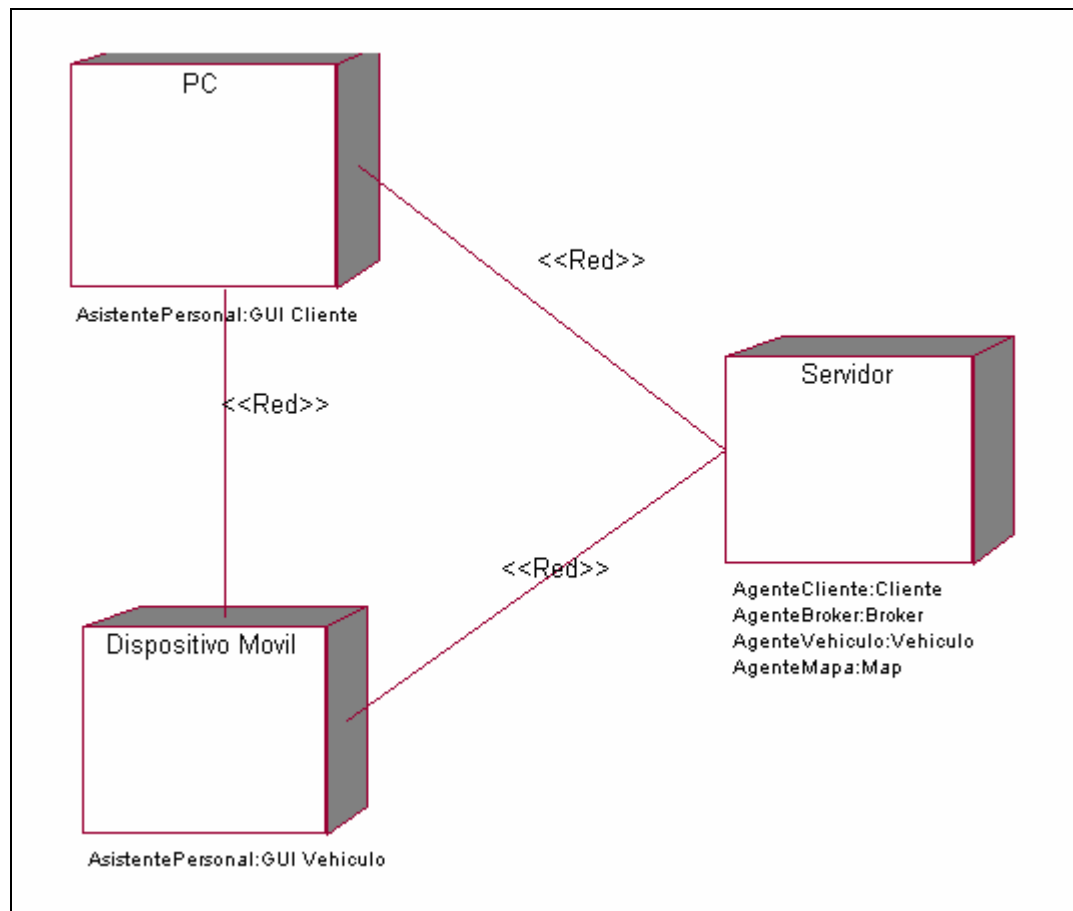 PC
<<Red>>
AsistentePersonal:GUI Cliente
Servidor
<<Red>>
<<Red>>
AgenteCliente:Cliente
AgenteBroker:Broker
AgenteVehiculo:Vehiculo
AgenteMapa:Map
Dispositivo Movil
AsistentePersonal:GUI Vehiculo